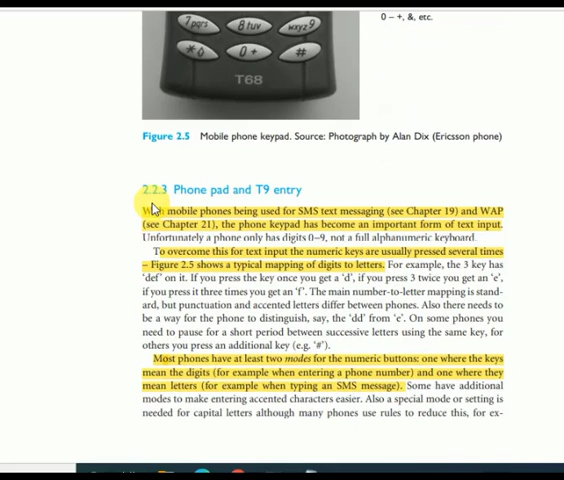 0 – +, &, etc.
7 pqrs
8 tuv
wxyz 9
* 0
0 +
#
T68
Figure 2.5 Mobile phone keypad. Source: Photograph by Alan Dix (Ericsson phone)
2.2.3 Phone pad and T9 entry
With mobile phones being used for SMS text messaging (see Chapter 19) and WAP
(see Chapter 21), the phone keypad has become an important form of text input.
Unfortunately a phone only has digits 0–9, not a full alphanumeric keyboard.
To overcome this for text input the numeric keys are usually pressed several times
– Figure 2.5 shows a typical mapping of digits to letters. For example, the 3 key has
'def' on it. If you press the key once you get a 'd', if you press 3 twice you get an 'e',
if you press it three times you get an 'f'. The main number-to-letter mapping is stand-
ard, but punctuation and accented letters differ between phones. Also there needs to
be a way for the phone to distinguish, say, the 'dd' from 'e'. On some phones you
need to pause for a short period between successive letters using the same key, for
others you press an additional key (e.g. '#').
Most phones have at least two modes for the numeric buttons: one where the keys
mean the digits (for example when entering a phone number) and one where they
mean letters (for example when typing an SMS message). Some have additional
modes to make entering accented characters easier. Also a special mode or setting is
needed for capital letters although many phones use rules to reduce this, for ex-